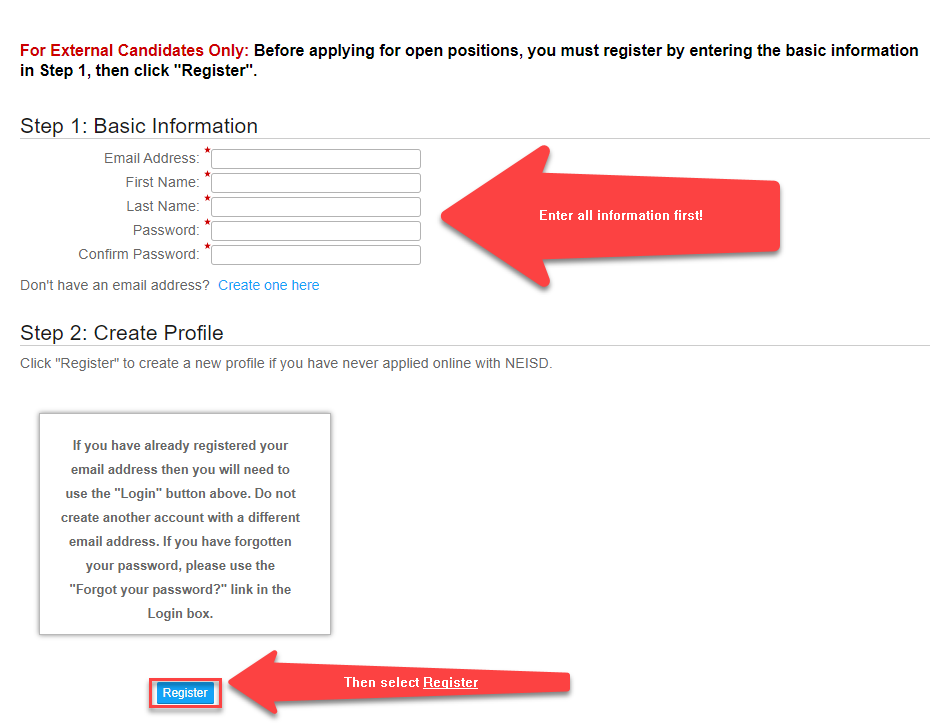 For External Candidates Only: Before applying for open positions, you must register by entering the basic information
in Step 1, then click "Register".
Step 1: Basic Information
Email Address: *
First Name: *
Last Name: *
Password: *
Confirm Password: *
Enter all information first!
Don't have an email address? Create one here
Step 2: Create Profile
Click "Register" to create a new profile if you have never applied online with NEISD.
If you have already registered your
email address then you will need to
use the "Login" button above. Do not
create another account with a different
email address. If you have forgotten
your password, please use the
"Forgot your password?" link in the
Login box.
Register
Then select Register